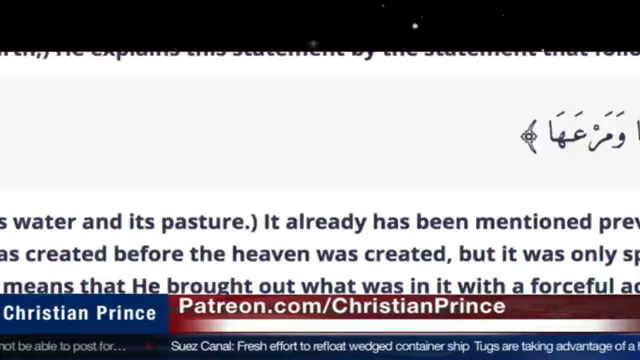 He explains this statement by the statement that
وَمَرْعَـهَا ﴾
s water and its pasture.) It already has been mentioned prev
as created before the heaven was created, but it was only sp
means that He brought out what was in it with a forceful ac
Christian Prince
Patreon.com/ChristianPrince
not be able to post for…
Suez Canal: Fresh effort to refloat wedged container ship Tugs are taking advantage of a